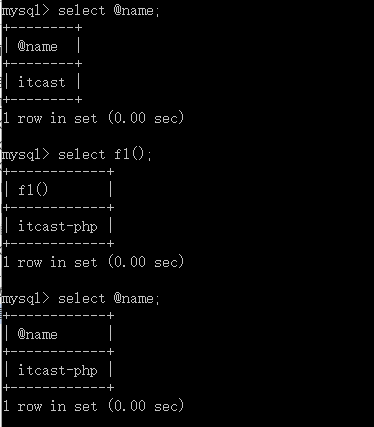 mysql> select @name;
+--------+
| @name  |
+--------+
| itcast |
+--------+
1 row in set (0.00 sec)

mysql> select f1();
+------------+
| f1()       |
+------------+
| itcast-php |
+------------+
1 row in set (0.00 sec)

mysql> select @name;
+------------+
| @name      |
+------------+
| itcast-php |
+------------+
1 row in set (0.00 sec)